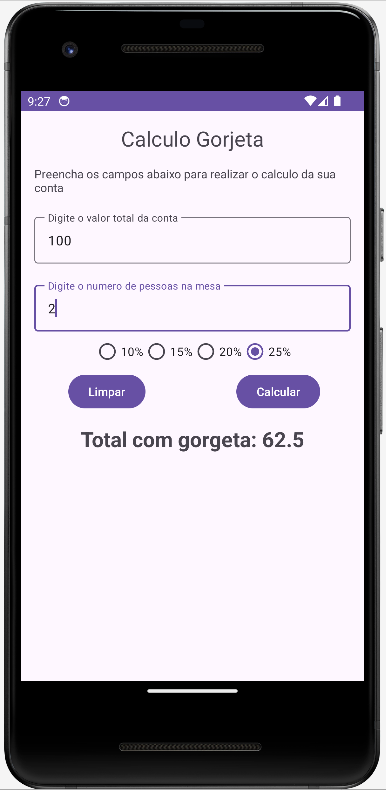 9:27
Calculo Gorjeta
Preencha os campos abaixo para realizar o calculo da sua
conta
Digite o valor total da conta
100
Digite o numero de pessoas na mesa
2
10% 15% 20% 25%
Limpar Calcular
Total com gorgeta: 62.5